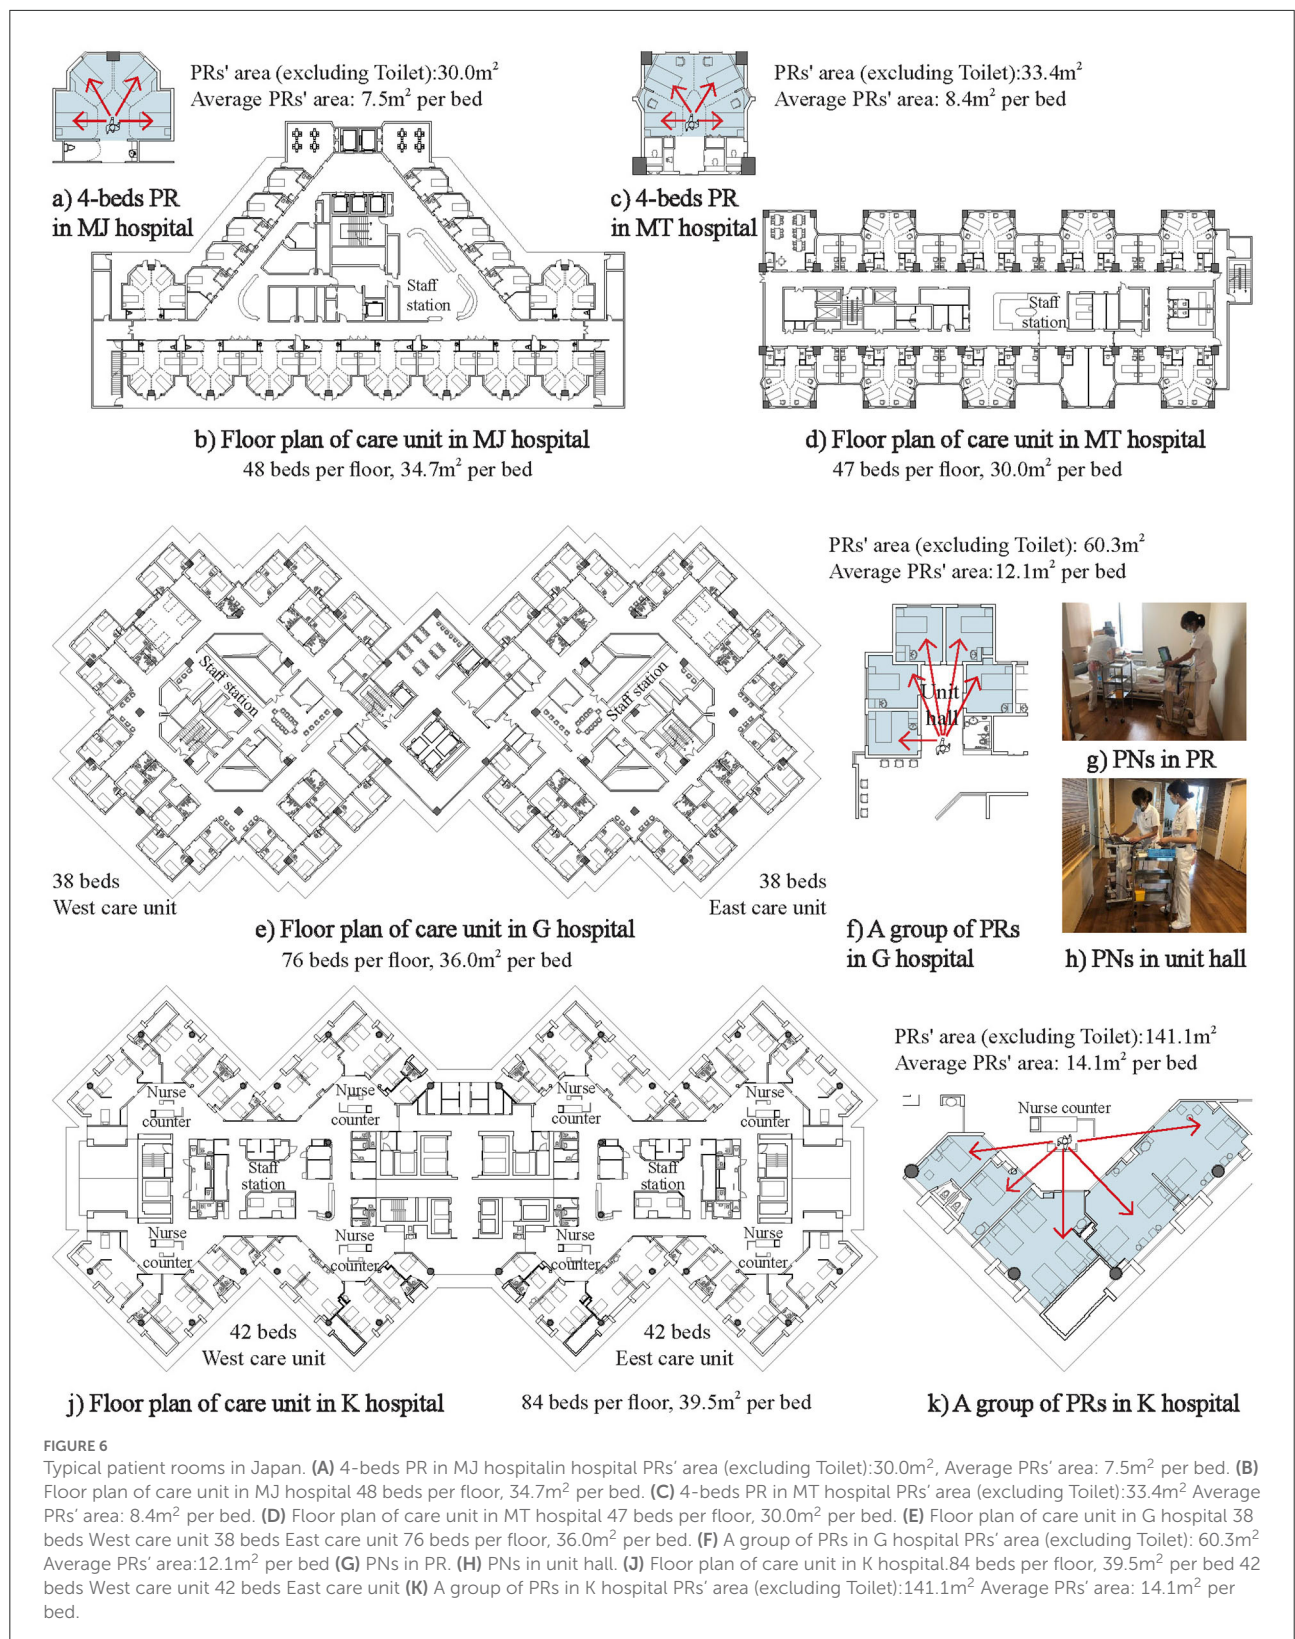 PRs' area (excluding Toilet):30.0m²
Average PRs' area: 7.5m² per bed
a) 4-beds PR
in MJ hospital
PRs' area (excluding Toilet):33.4m²
Average PRs' area: 8.4m² per bed
c) 4-beds PR
in MT hospital
Staff
station
Staff
station
b) Floor plan of care unit in MJ hospital
48 beds per floor, 34.7m² per bed
d) Floor plan of care unit in MT hospital
47 beds per floor, 30.0m² per bed
PRs' area (excluding Toilet): 60.3m²
Average PRs' area:12.1m² per bed
Staff station
Staff station
Unit
hall
g) PNs in PR
38 beds
West care unit
38 beds
East care unit
e) Floor plan of care unit in G hospital
76 beds per floor, 36.0m² per bed
f) A group of PRs
in G hospital
h) PNs in unit hall
PRs' area (excluding Toilet):141.1m²
Average PRs' area: 14.1m² per bed
Nurse
counter
Nurse
counter
Nurse
counter
Nurse
counter
Nurse counter
Staff
station
Staff
station
Nurse
counter
Nurse
counter
Nurse
counter
Nurse
counter
42 beds
West care unit
42 beds
Eest care unit
j) Floor plan of care unit in K hospital
84 beds per floor, 39.5m² per bed
k) A group of PRs in K hospital
FIGURE 6
Typical patient rooms in Japan. (A) 4-beds PR in MJ hospitalin hospital PRs' area (excluding Toilet):30.0m², Average PRs' area: 7.5m² per bed. (B)
Floor plan of care unit in MJ hospital 48 beds per floor, 34.7m² per bed. (C) 4-beds PR in MT hospital PRs' area (excluding Toilet):33.4m² Average
PRs' area: 8.4m² per bed. (D) Floor plan of care unit in MT hospital 47 beds per floor, 30.0m² per bed. (E) Floor plan of care unit in G hospital 38
beds West care unit 38 beds East care unit 76 beds per floor, 36.0m² per bed. (F) A group of PRs in G hospital PRs' area (excluding Toilet): 60.3m²
Average PRs' area:12.1m² per bed (G) PNs in PR. (H) PNs in unit hall. (J) Floor plan of care unit in K hospital.84 beds per floor, 39.5m² per bed 42
beds West care unit 42 beds East care unit (K) A group of PRs in K hospital PRs' area (excluding Toilet):141.1m² Average PRs' area: 14.1m² per
bed.